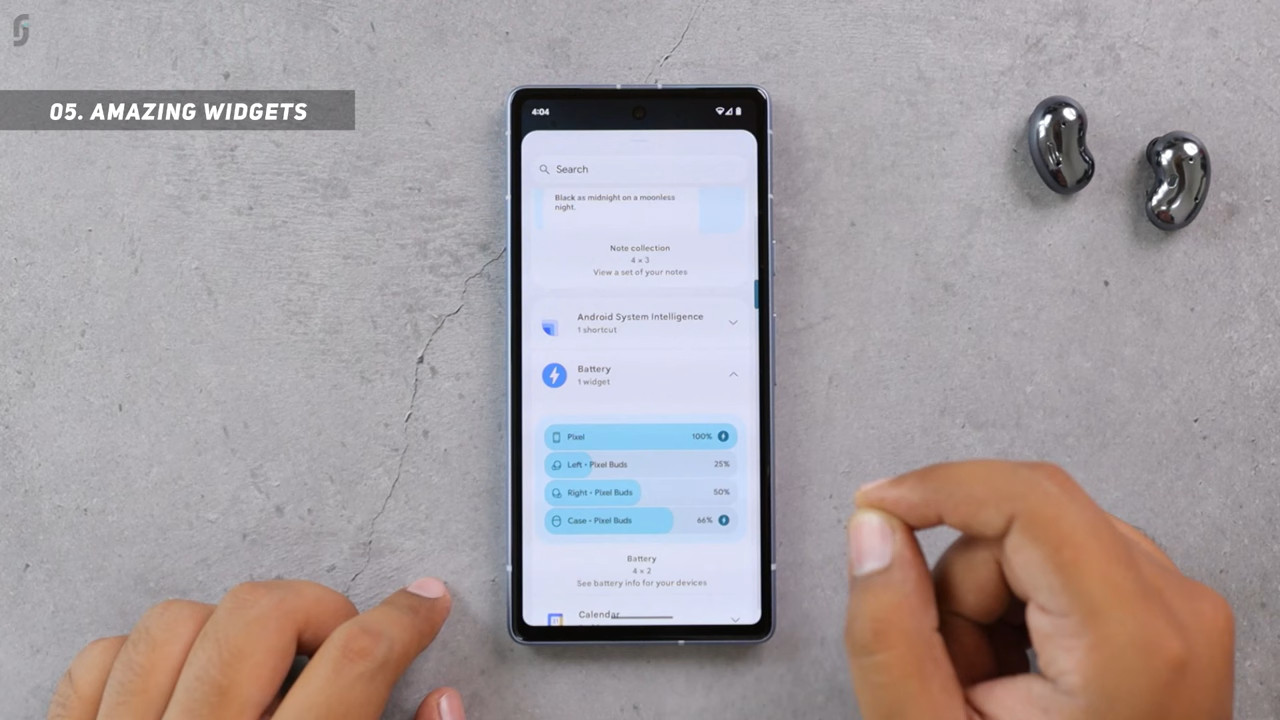 05. AMAZING WIDGETS
4:04
Search
Black as midnight on a moonless
night.
Note collection
4 × 3
View a set of your notes
Android System Intelligence
1 shortcut
Battery
1 widget
Pixel 100%
Left • Pixel Buds 25%
Right • Pixel Buds 50%
Case • Pixel Buds 66%
Battery
4 × 2
See battery info for your devices
Calendar